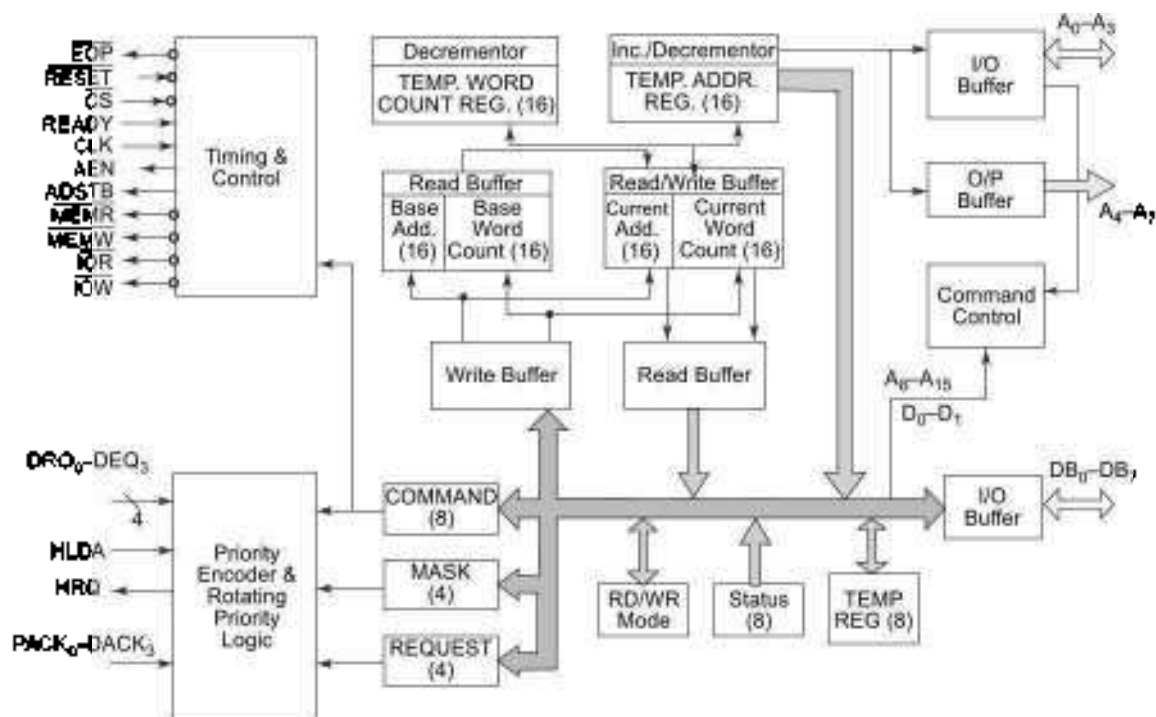 EOP
RESET
CS
READY
CLK
AEN
ADSTB
MEMR
MEMW
IOR
IOW
Timing &
Control
Decrementor
TEMP. WORD
COUNT REG. (16)
Inc./Decrementor
TEMP. ADDR.
REG. (16)
A₀–A₃
I/O
Buffer
O/P
Buffer
A₄–A₇
Read Buffer
Base
Add.
(16)
Base
Word
Count (16)
Read/Write Buffer
Current
Add.
(16)
Current
Word
Count (16)
Command
Control
Write Buffer
Read Buffer
A₈–A₁₅
D₀–D₁
DRO₀–DEQ₃
4
HLDA
HRQ
PACK₀–DACK₃
Priority
Encoder &
Rotating
Priority
Logic
COMMAND
(8)
MASK
(4)
REQUEST
(4)
RD/WR
Mode
Status
(8)
TEMP
REG (8)
I/O
Buffer
DB₀–DB₇